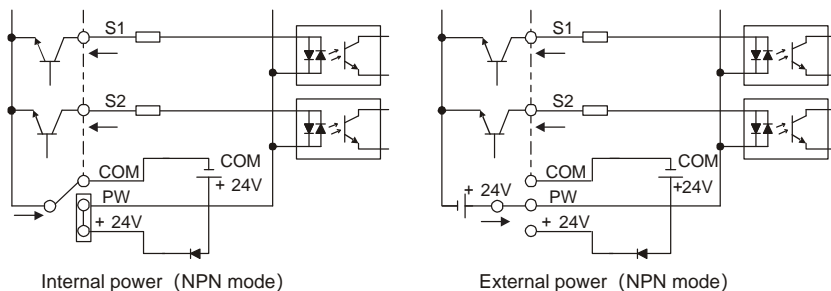 S1
S2
COM
COM
+ 24V
PW
+ 24V
Internal power (NPN mode)
S1
S2
COM
COM
+24V
+ 24V
PW
+ 24V
External power (NPN mode)